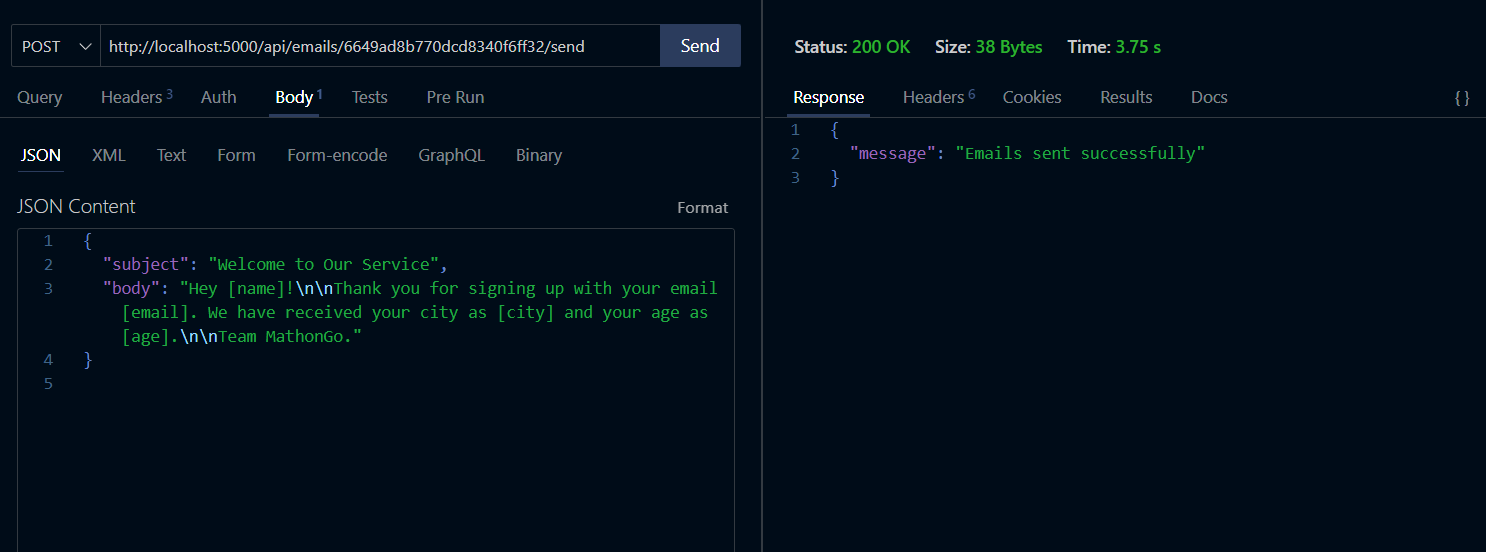 POST http://localhost:5000/api/emails/6649ad8b770dcd8340f6ff32/send Send
Query Headers 3 Auth Body 1 Tests Pre Run
JSON XML Text Form Form-encode GraphQL Binary
JSON Content Format
1 {
2 "subject": "Welcome to Our Service",
3 "body": "Hey [name]!\n\nThank you for signing up with your email
[email]. We have received your city as [city] and your age as
[age].\n\nTeam MathonGo."
4 }
5
Status: 200 OK Size: 38 Bytes Time: 3.75 s
Response Headers 6 Cookies Results Docs { }
1 {
2 "message": "Emails sent successfully"
3 }